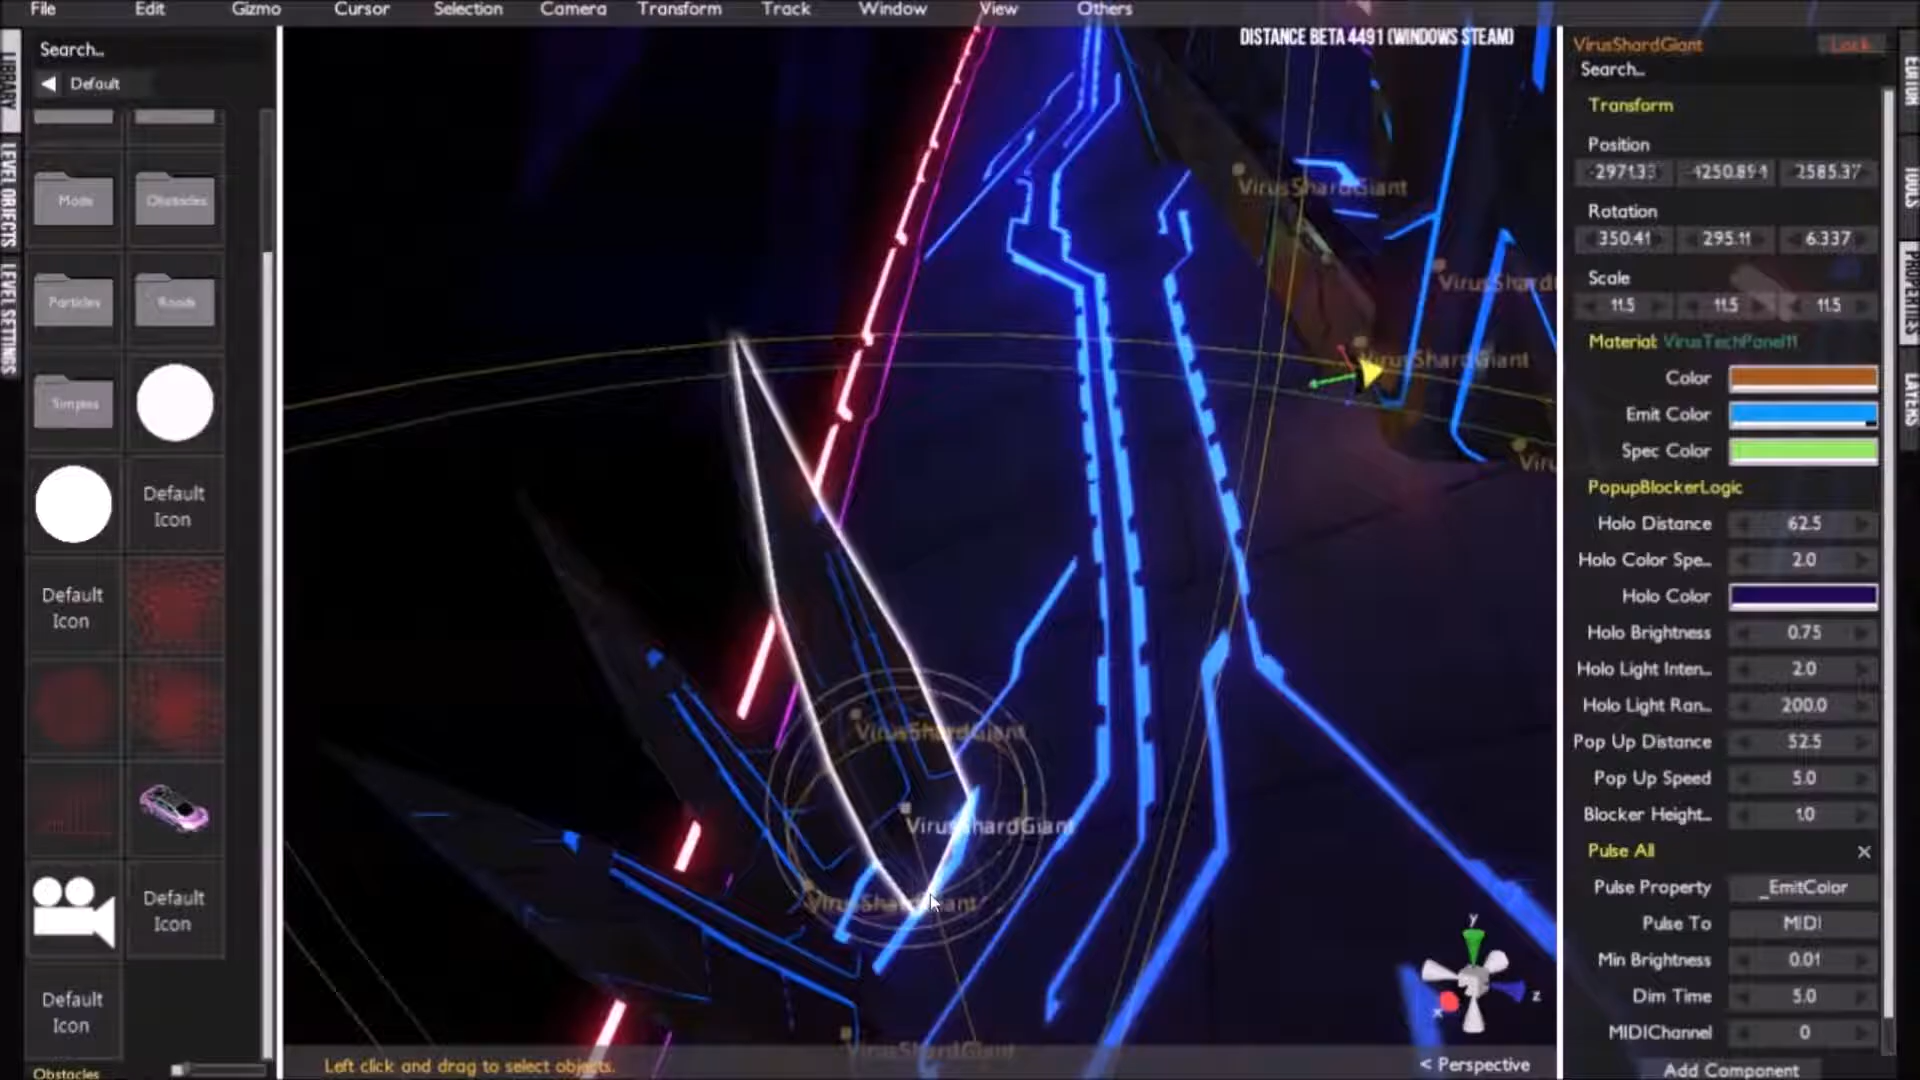 File Edit Gizmo Cursor Selection Camera Transform Track Window View Others
DISTANCE BETA 4491 (WINDOWS STEAM)
LIBRARY
LEVEL OBJECTS
LEVEL SETTINGS
Search...
Default
Mode
Obstacles
Particles
Roads
Simples
Default
Icon
Default
Icon
Default
Icon
Default
Icon
Obstacles
VirusShardGiant
VirusShard
VirusShardGiant
Viru
VirusShardGiant
VirusShardGiant
VirusShardGiant
VirusShardGiant
y
z
x
Left click and drag to select objects.
< Perspective
VirusShardGiant
Lock
Search...
Transform
Position
-2971.33 -1250.894 2585.37
Rotation
350.41 295.11 6.337
Scale
11.5 11.5 11.5
Material: VirusTechPanel11
Color
Emit Color
Spec Color
PopupBlockerLogic
Holo Distance 62.5
Holo Color Spe... 2.0
Holo Color
Holo Brightness 0.75
Holo Light Inten... 2.0
Holo Light Ran... 200.0
Pop Up Distance 52.5
Pop Up Speed 5.0
Blocker Height... 1.0
Pulse All
Pulse Property _EmitColor
Pulse To MIDI
Min Brightness 0.01
Dim Time 5.0
MIDIChannel 0
Add Component
TOOLS
PROPERTIES
LAYERS